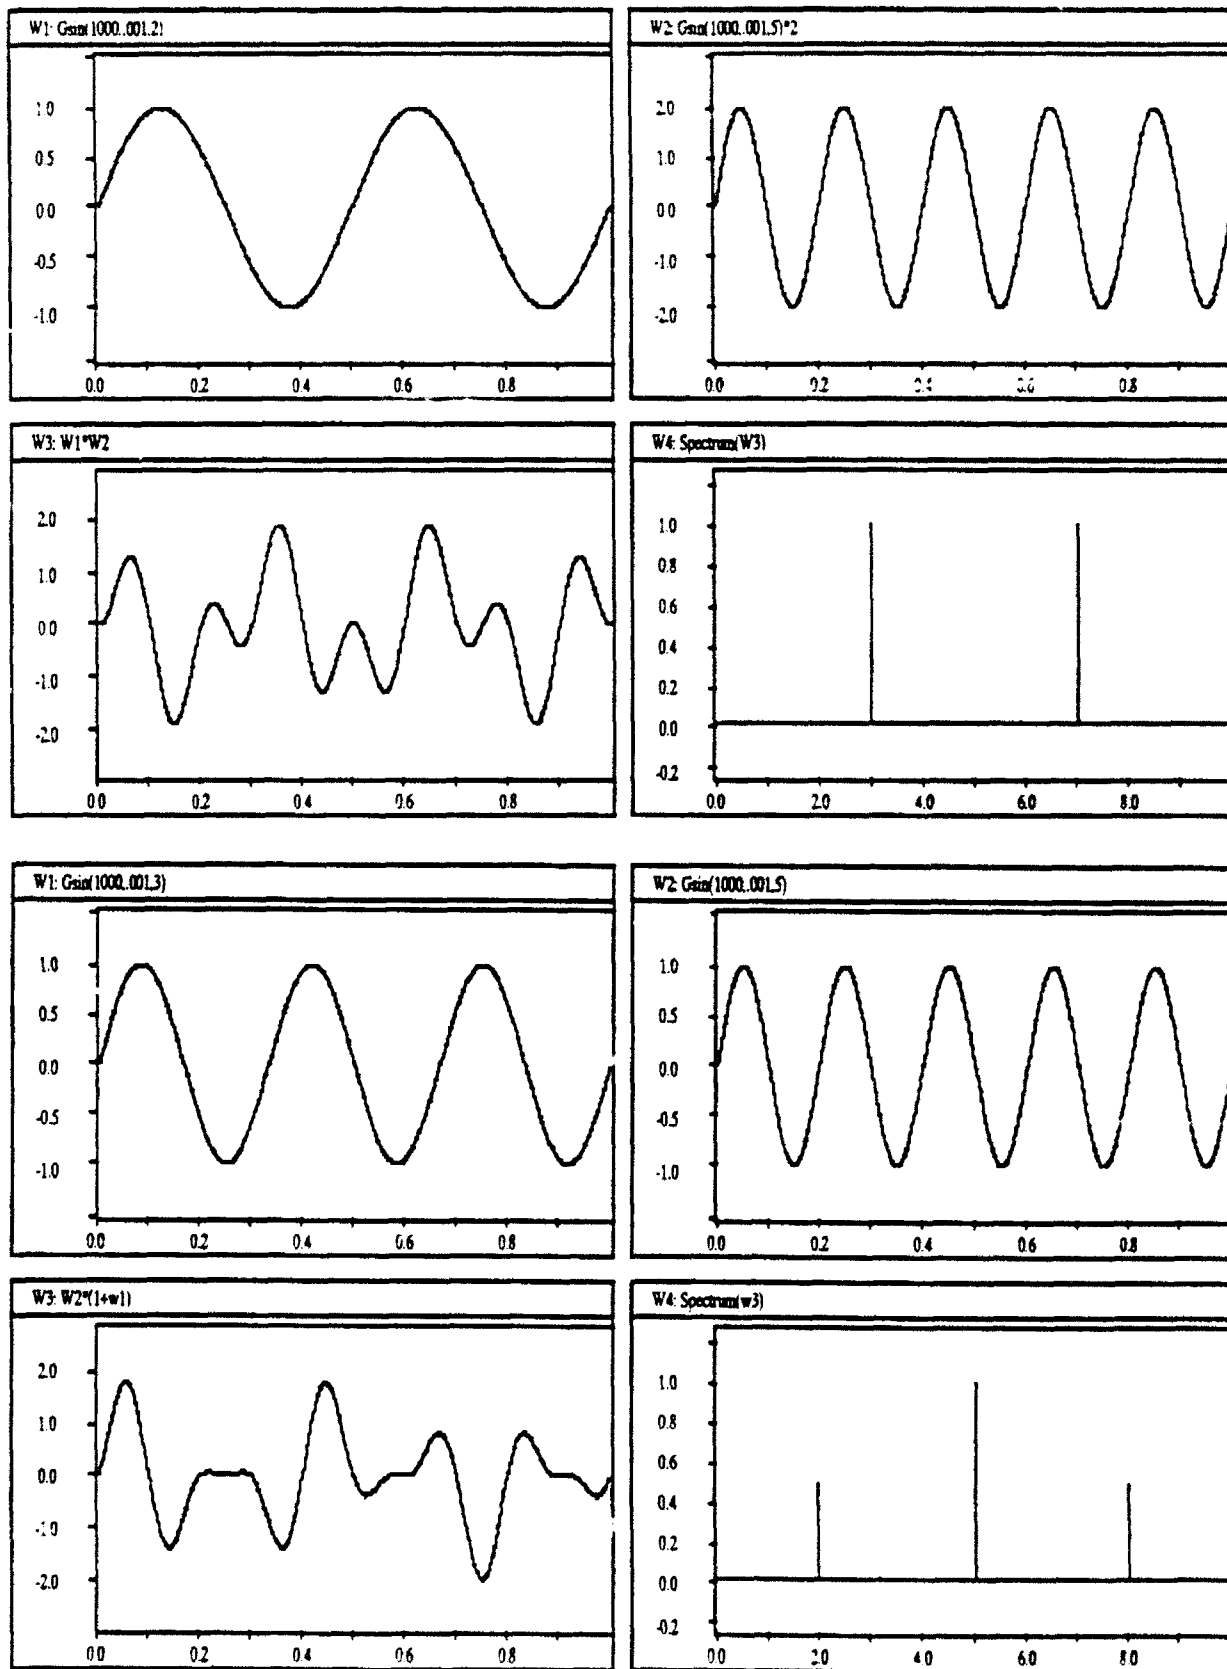 W1: Gsin(1000,.001,2)
1.0
0.5
0.0
-0.5
-1.0
0.0 0.2 0.4 0.6 0.8
W2: Gsin(1000,.001,5)*2
2.0
1.0
0.0
-1.0
-2.0
0.0 0.2 0.4 0.6 0.8
W3: W1*W2
2.0
1.0
0.0
-1.0
-2.0
0.0 0.2 0.4 0.6 0.8
W4: Spectrum(W3)
1.0
0.8
0.6
0.4
0.2
0.0
-0.2
0.0 2.0 4.0 6.0 8.0
W1: Gsin(1000,.001,3)
1.0
0.5
0.0
-0.5
-1.0
0.0 0.2 0.4 0.6 0.8
W2: Gsin(1000,.001,5)
1.0
0.5
0.0
-0.5
-1.0
0.0 0.2 0.4 0.6 0.8
W3: W2*(1+w1)
2.0
1.0
0.0
-1.0
-2.0
0.0 0.2 0.4 0.6 0.8
W4: Spectrum(w3)
1.0
0.8
0.6
0.4
0.2
0.0
-0.2
0.0 2.0 4.0 6.0 8.0